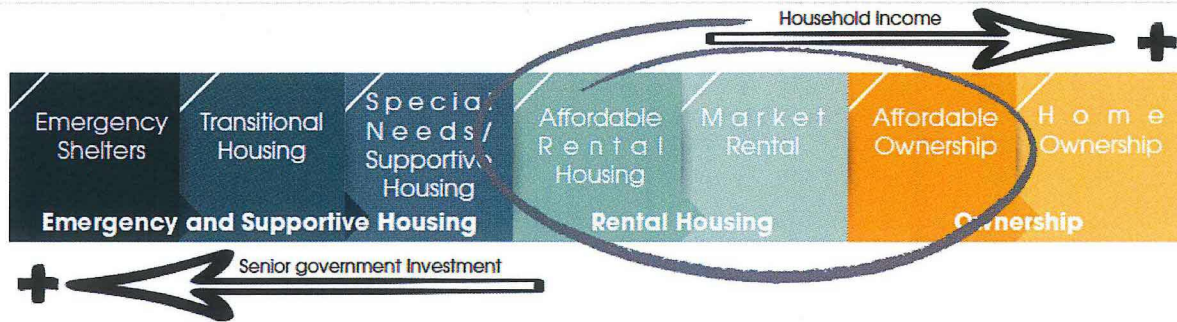 Household Income
+
Emergency
Shelters
Transitional
Housing
Special
Needs/
Supportive
Housing
Affordable
Rental
Housing
Market
Rental
Affordable
Ownership
Home
Ownership
Emergency and Supportive Housing
Rental Housing
Ownership
+
Senior government Investment